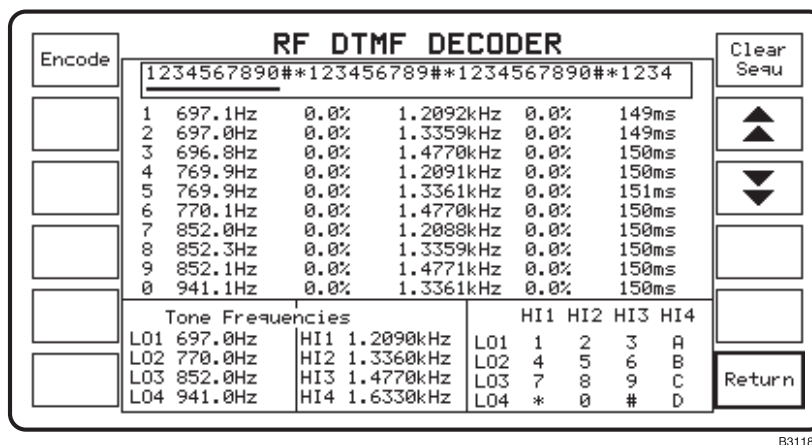 RF DTMF DECODER
Encode
Clear
Sequ
1234567890#*123456789#*1234567890#*1234
1 697.1Hz 0.0% 1.2092kHz 0.0% 149ms
2 697.0Hz 0.0% 1.3359kHz 0.0% 149ms
3 696.8Hz 0.0% 1.4770kHz 0.0% 150ms
4 769.9Hz 0.0% 1.2091kHz 0.0% 150ms
5 769.9Hz 0.0% 1.3361kHz 0.0% 151ms
6 770.1Hz 0.0% 1.4770kHz 0.0% 150ms
7 852.0Hz 0.0% 1.2088kHz 0.0% 150ms
8 852.3Hz 0.0% 1.3359kHz 0.0% 150ms
9 852.1Hz 0.0% 1.4771kHz 0.0% 150ms
0 941.1Hz 0.0% 1.3361kHz 0.0% 150ms
Tone Frequencies
LO1 697.0Hz HI1 1.2090kHz
LO2 770.0Hz HI2 1.3360kHz
LO3 852.0Hz HI3 1.4770kHz
LO4 941.0Hz HI4 1.6330kHz
HI1 HI2 HI3 HI4
LO1 1 2 3 A
LO2 4 5 6 B
LO3 7 8 9 C
LO4 * 0 # D
Return
B3116